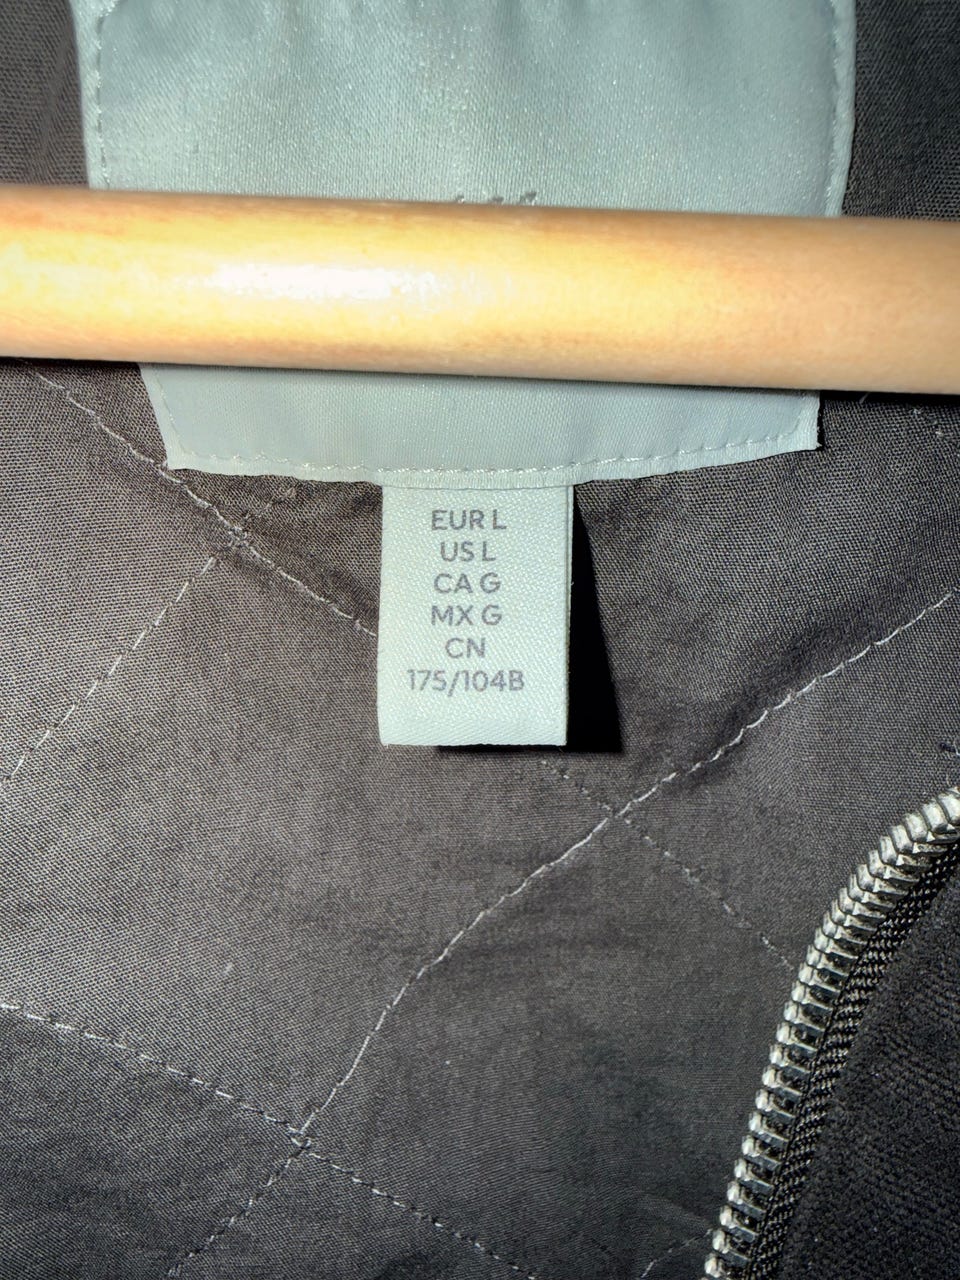 EUR L
US L
CA G
MX G
CN
175/104B